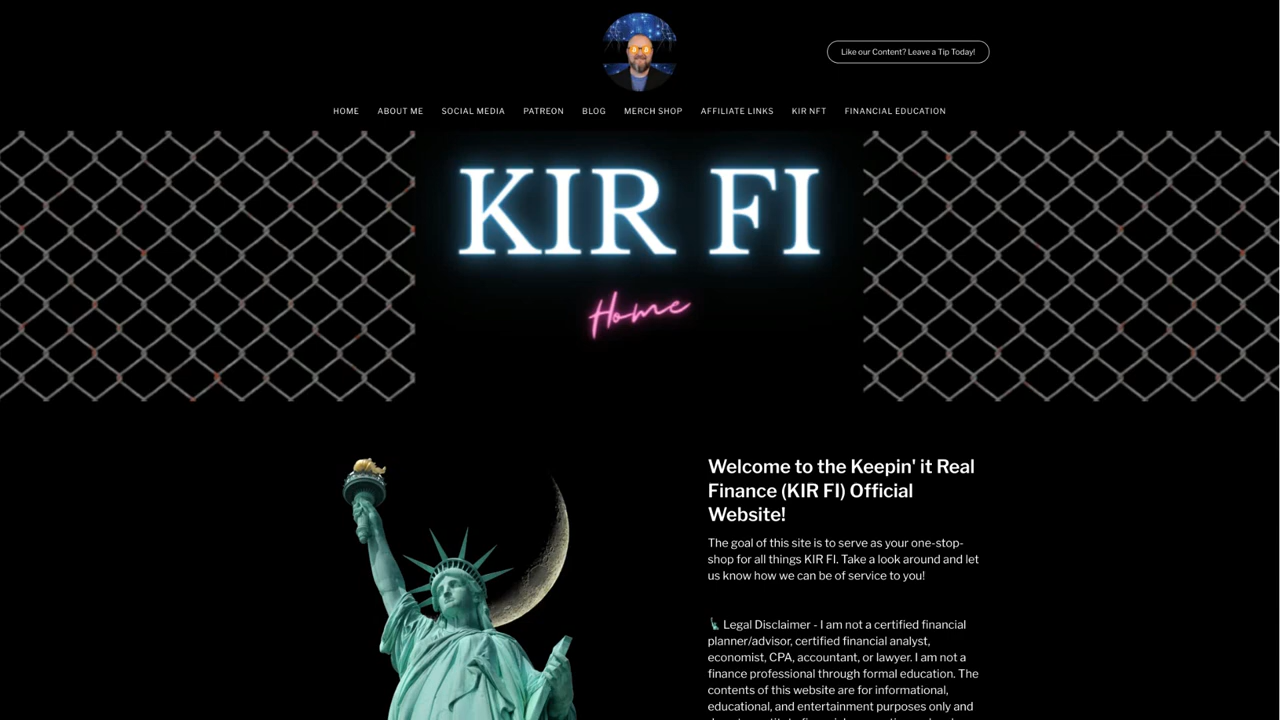 Like our Content? Leave a Tip Today!
HOME ABOUT ME SOCIAL MEDIA PATREON BLOG MERCH SHOP AFFILIATE LINKS KIR NFT FINANCIAL EDUCATION
KIR FI
Home
Welcome to the Keepin' it Real
Finance (KIR FI) Official
Website!
The goal of this site is to serve as your one-stop-
shop for all things KIR FI. Take a look around and let
us know how we can be of service to you!
🗽 Legal Disclaimer - I am not a certified financial
planner/advisor, certified financial analyst,
economist, CPA, accountant, or lawyer. I am not a
finance professional through formal education. The
contents of this website are for informational,
educational, and entertainment purposes only and